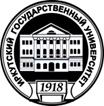 ИРКУТСКИЙ ГОСУДАРСТВЕННЫЙ УНИВЕРСИТЕТ
1918